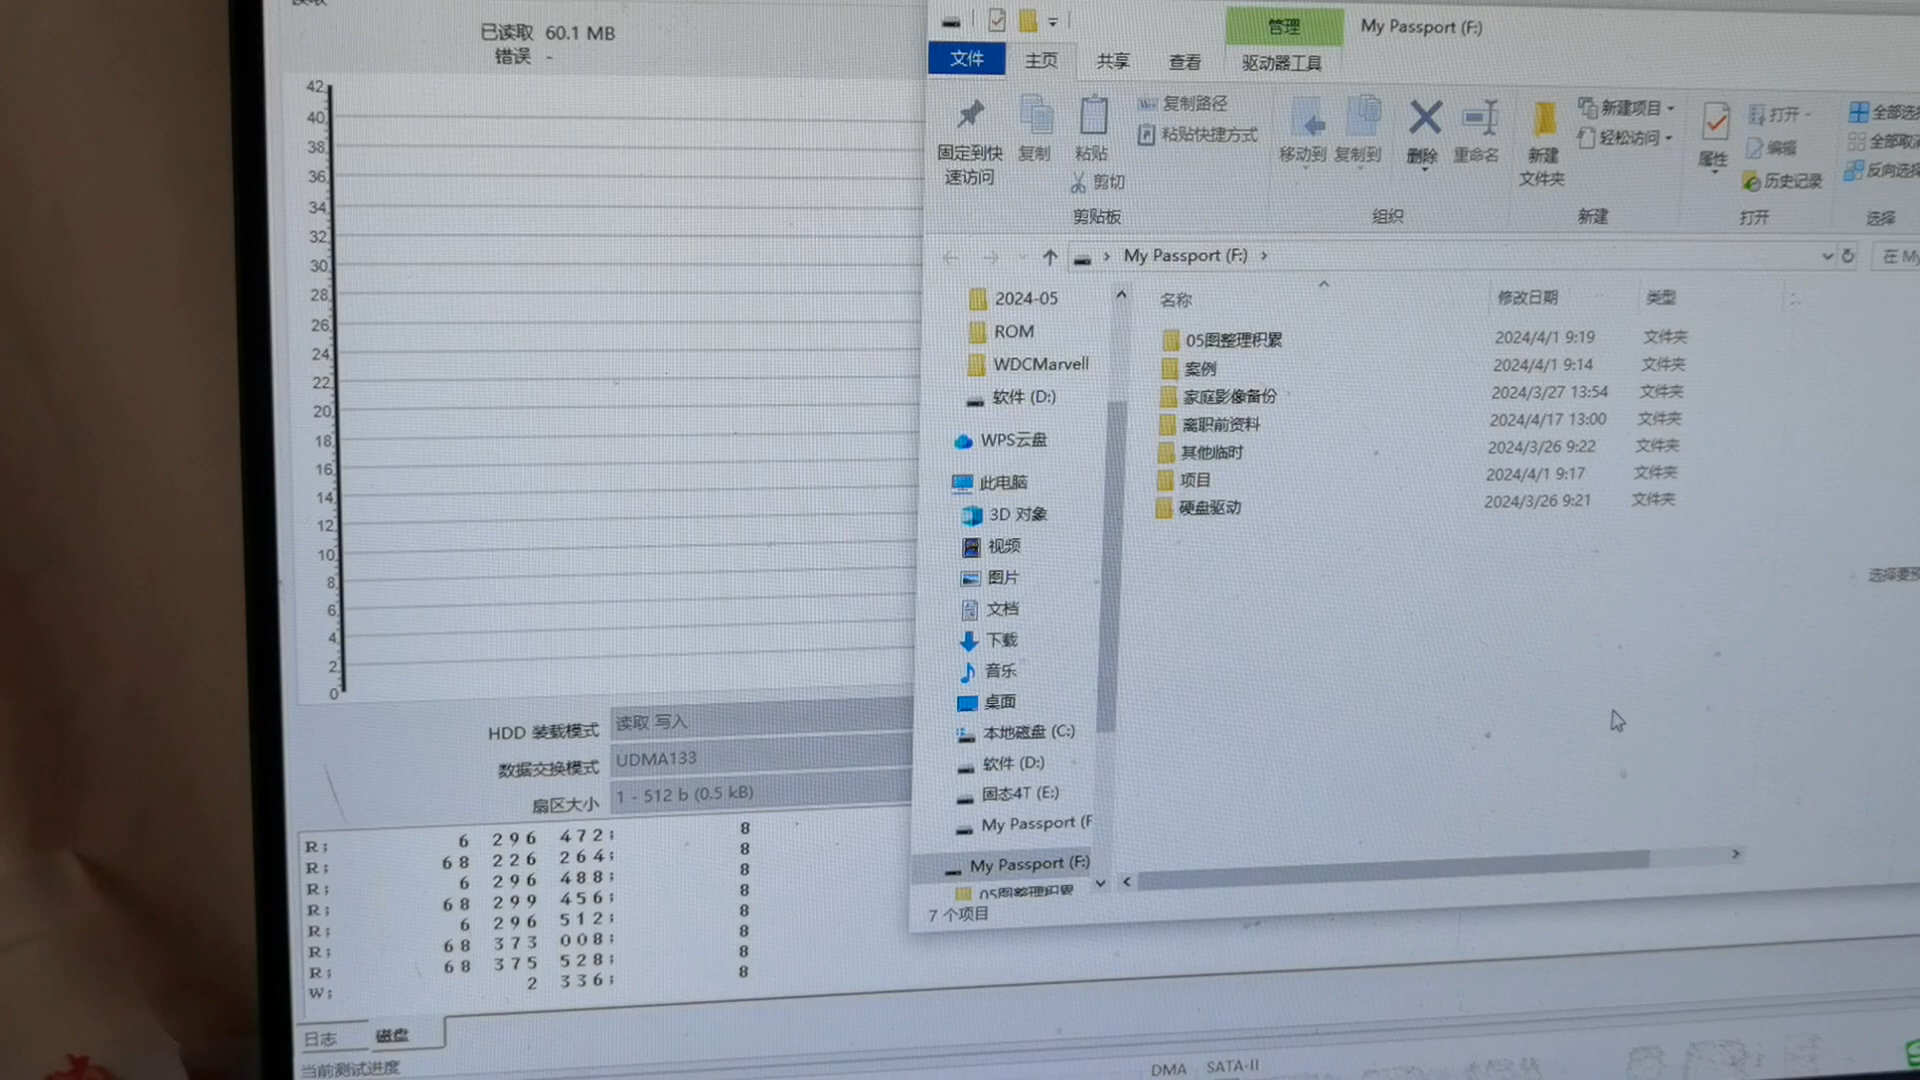 已读取 60.1 MB
错误 -
42
40
38
36
34
32
30
28
26
24
22
20
18
16
14
12
10
8
6
4
2
0
HDD 装载模式 读取 写入
数据交换模式 UDMA133
扇区大小 1 - 512 b (0.5 kB)
R; 6 296 472; 8
R; 68 226 264; 8
R; 6 296 488; 8
R; 68 299 456; 8
R; 6 296 512; 8
R; 68 373 008; 8
R; 68 375 528; 8
W; 2 336; 8
日志 磁盘
当前测试进度
DMA SATA-II
管理 My Passport (F:)
文件 主页 共享 查看 驱动器工具
固定到快速访问
复制
粘贴
复制路径
粘贴快捷方式
剪切
剪贴板
移动到 复制到 删除 重命名
组织
新建文件夹
新建项目
轻松访问
新建
属性
打开
编辑
历史记录
打开
全部选择
全部取消
反向选择
选择
My Passport (F:)
在 My
2024-05
ROM
WDCMarvell
软件 (D:)
WPS云盘
此电脑
3D 对象
视频
图片
文档
下载
音乐
桌面
本地磁盘 (C:)
软件 (D:)
固态4T (E:)
My Passport (F
My Passport (F:)
05图整理积累
7 个项目
名称 修改日期 类型
05图整理积累 2024/4/1 9:19 文件夹
案例 2024/4/1 9:14 文件夹
家庭影像备份 2024/3/27 13:54 文件夹
离职前资料 2024/4/17 13:00 文件夹
其他临时 2024/3/26 9:22 文件夹
项目 2024/4/1 9:17 文件夹
硬盘驱动 2024/3/26 9:21 文件夹
选择要预